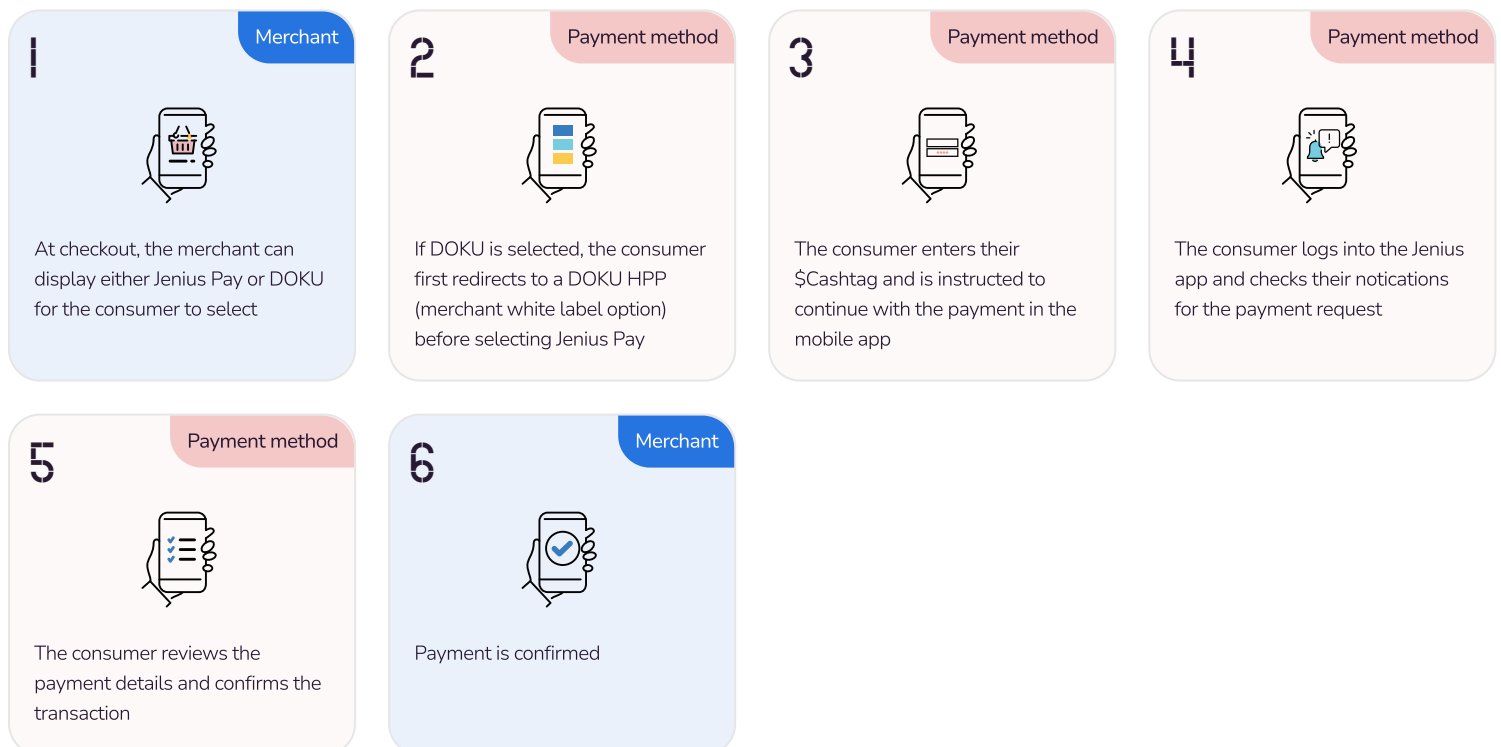 1
Merchant
At checkout, the merchant can
display either Jenius Pay or DOKU
for the consumer to select
2
Payment method
If DOKU is selected, the consumer
first redirects to a DOKU HPP
(merchant white label option)
before selecting Jenius Pay
3
Payment method
The consumer enters their
$Cashtag and is instructed to
continue with the payment in the
mobile app
4
Payment method
!
The consumer logs into the Jenius
app and checks their notications
for the payment request
5
Payment method
The consumer reviews the
payment details and confirms the
transaction
6
Merchant
Payment is confirmed